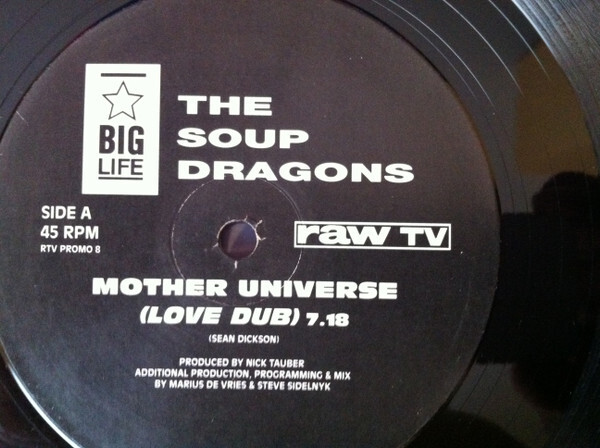 BIG
LIFE
THE
SOUP
DRAGONS
SIDE A
45 RPM
RTV PROMO 8
raw TV
MOTHER UNIVERSE
(LOVE DUB) 7.18
(SEAN DICKSON)
PRODUCED BY NICK TAUBER
ADDITIONAL PRODUCTION, PROGRAMMING & MIX
BY MARIUS DE VRIES & STEVE SIDELNYK